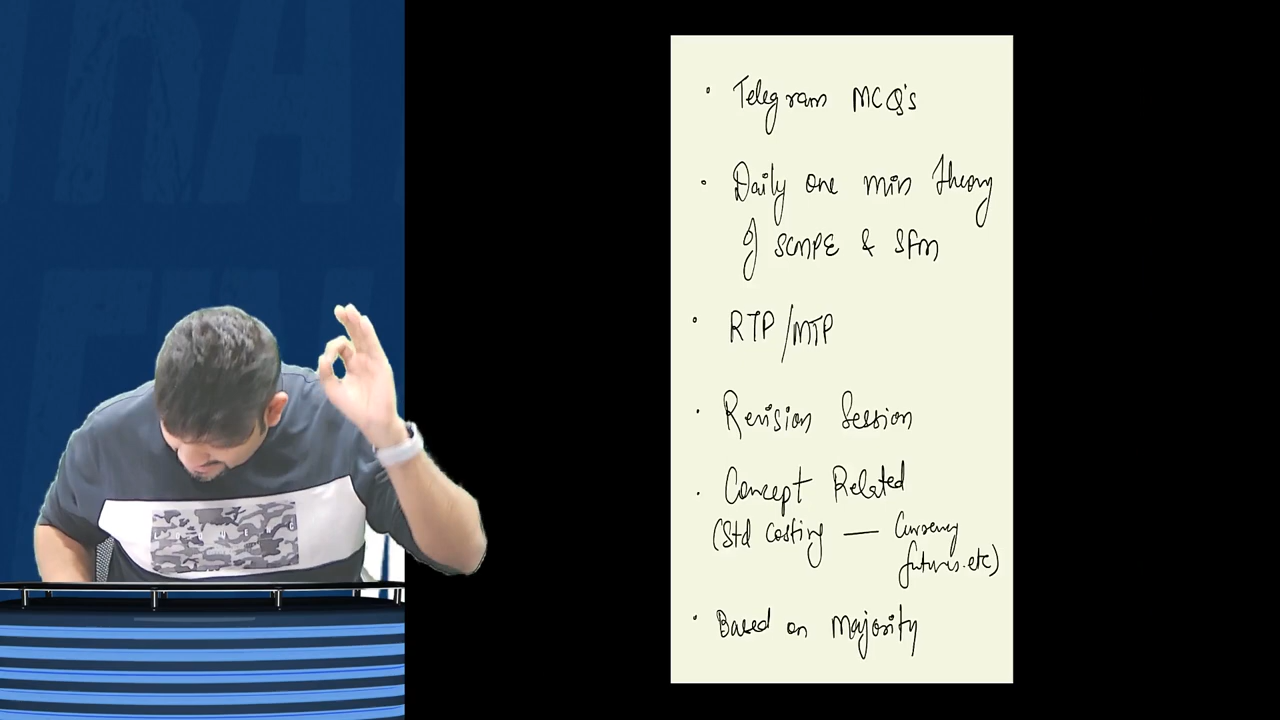 • Telegram MCQ's
• Daily one min theory
of SCMPE & SFM
• RTP/MTP
• Revision Session
• Concept Related
(Std Costing — Currency
futures.etc)
• Based on Majority